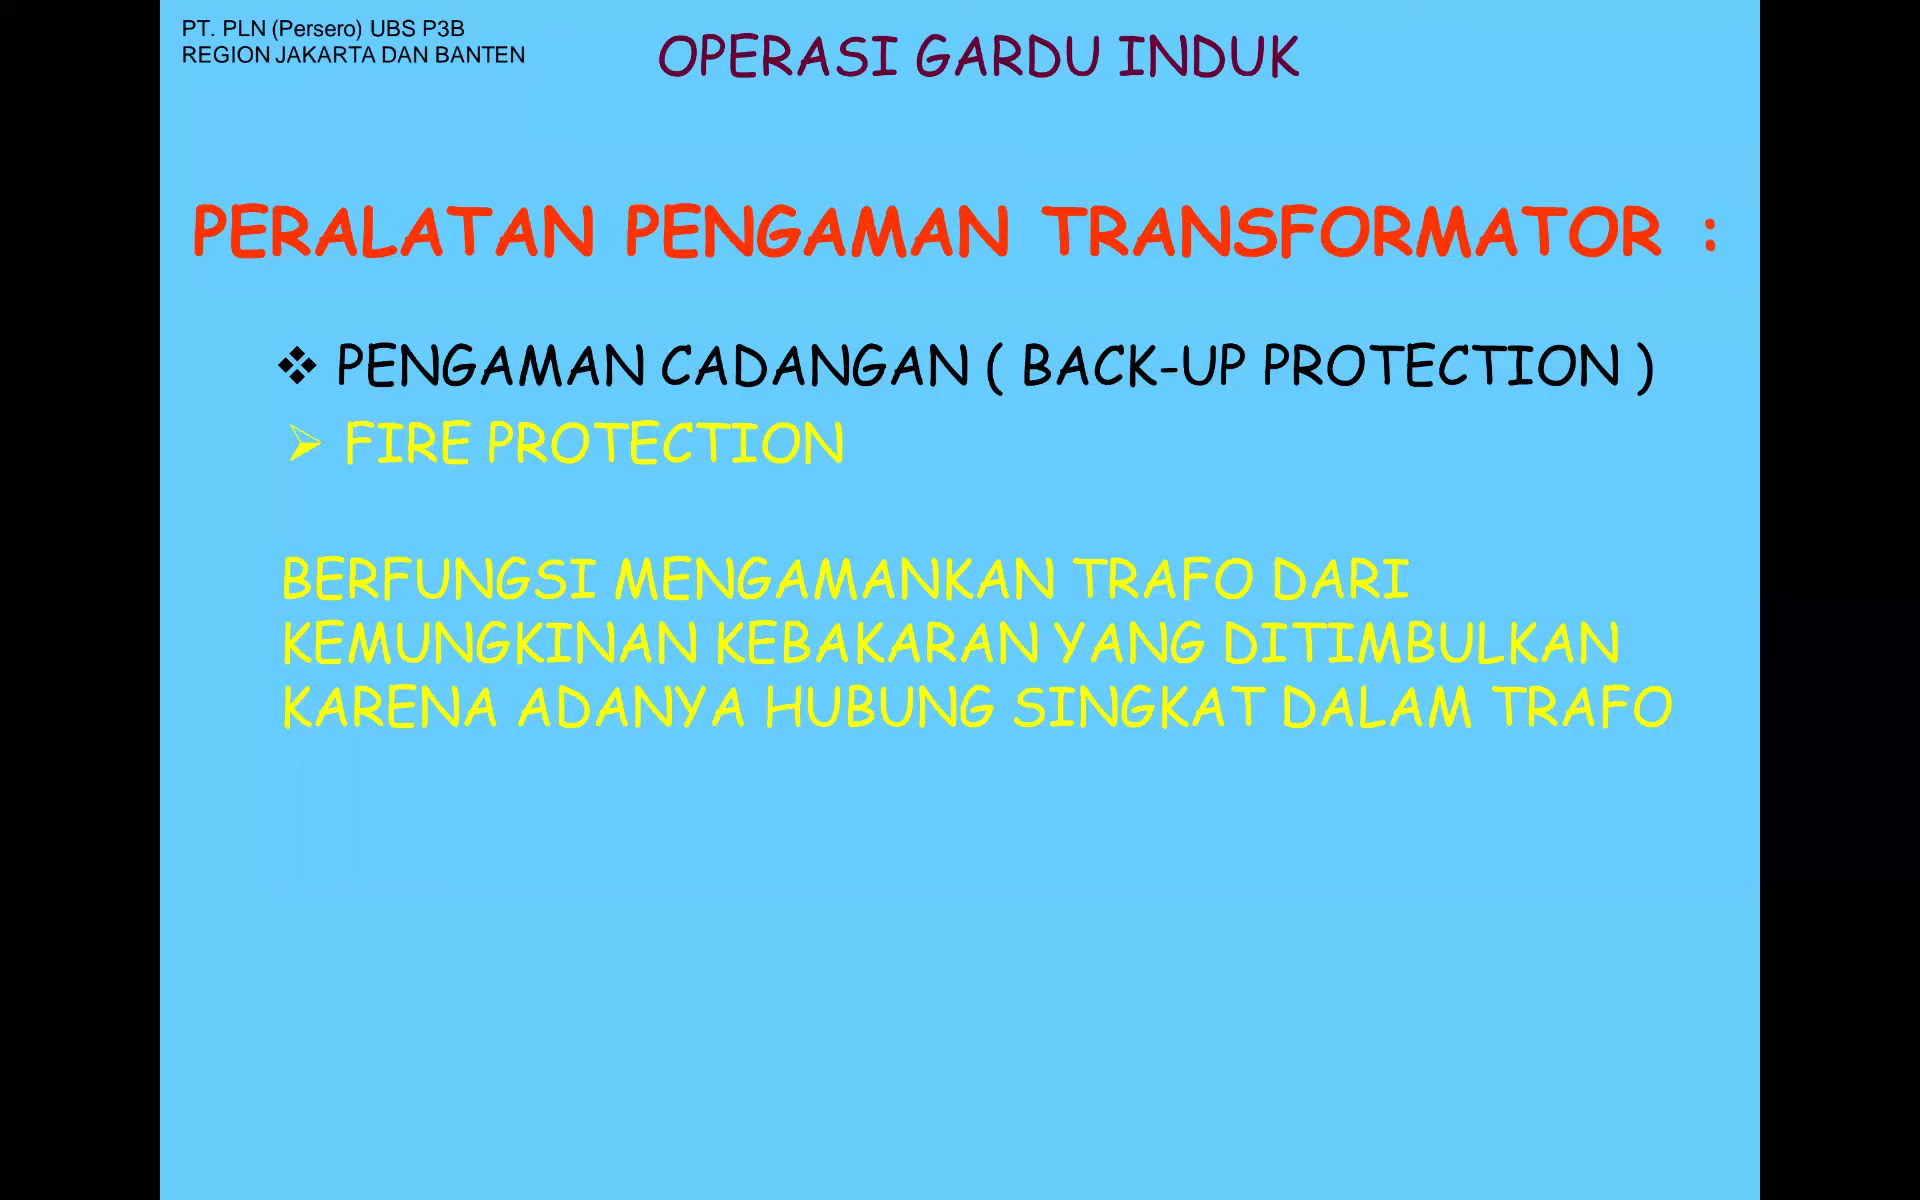 PT. PLN (Persero) UBS P3B
REGION JAKARTA DAN BANTEN
OPERASI GARDU INDUK
PERALATAN PENGAMAN TRANSFORMATOR :
❖ PENGAMAN CADANGAN ( BACK-UP PROTECTION )
➢ FIRE PROTECTION
BERFUNGSI MENGAMANKAN TRAFO DARI
KEMUNGKINAN KEBAKARAN YANG DITIMBULKAN
KARENA ADANYA HUBUNG SINGKAT DALAM TRAFO